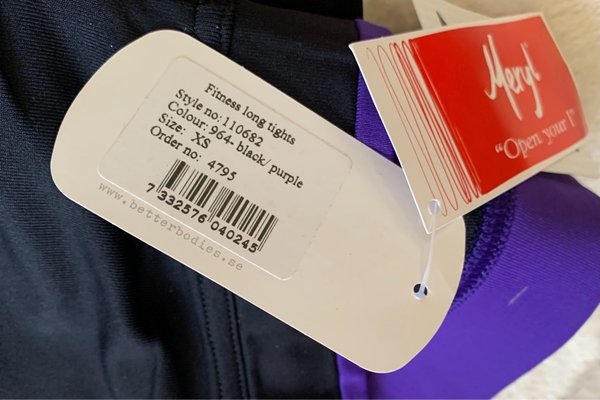 Fitness long tights
Style no: 110682
Colour: 964- black/ purple
Size: XS
Order no: 4795
7 332576 040245
www.betterbodies.se
Meryl
"Open your I